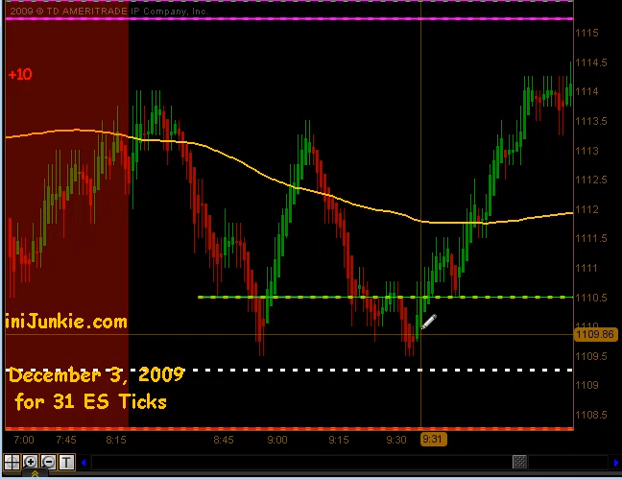 2009 © TD AMERITRADE IP Company, Inc.
+10
iniJunkie.com
December 3, 2009
for 31 ES Ticks
1115
1114.5
1114
1113.5
1113
1112.5
1112
1111.5
1111
1110.5
1109.86
1109.5
1109
1108.5
7:00 7:45 8:15 8:45 9:00 9:15 9:30 9:31
T